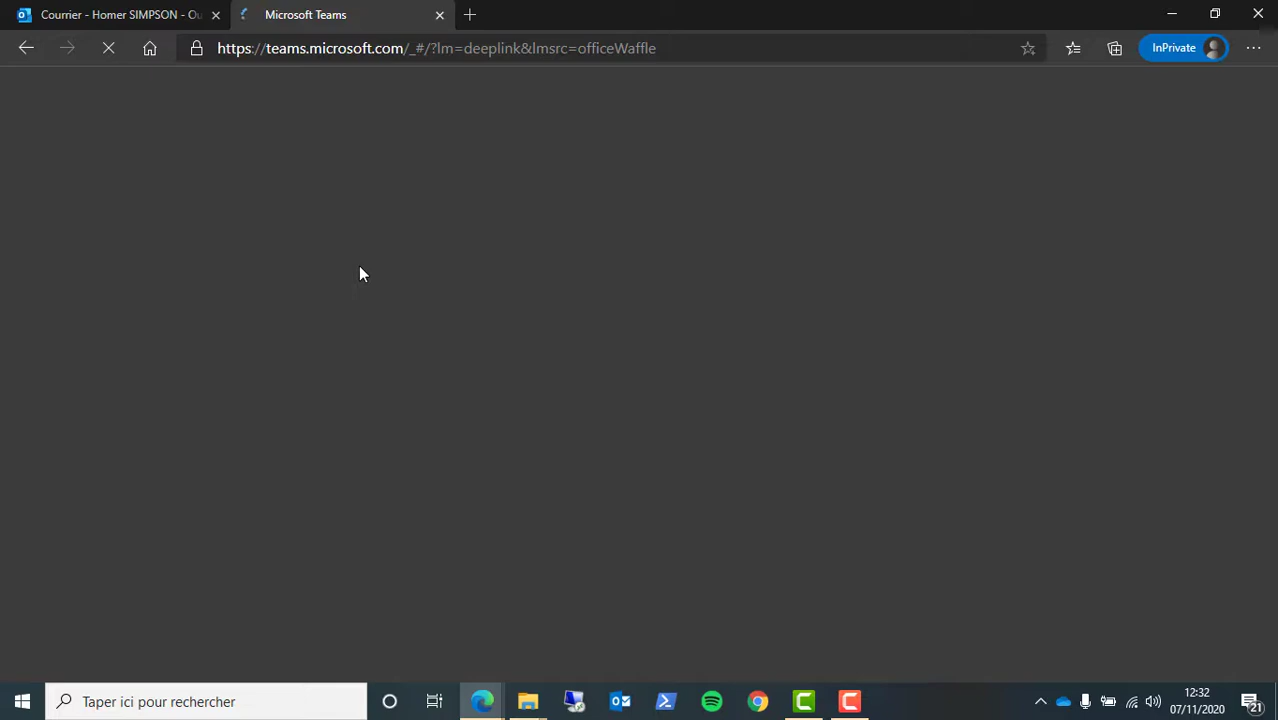 Courrier - Homer SIMPSON - Ou
Microsoft Teams
https://teams.microsoft.com/_#/?lm=deeplink&lmsrc=officeWaffle
InPrivate
Taper ici pour rechercher
12:32
07/11/2020
21